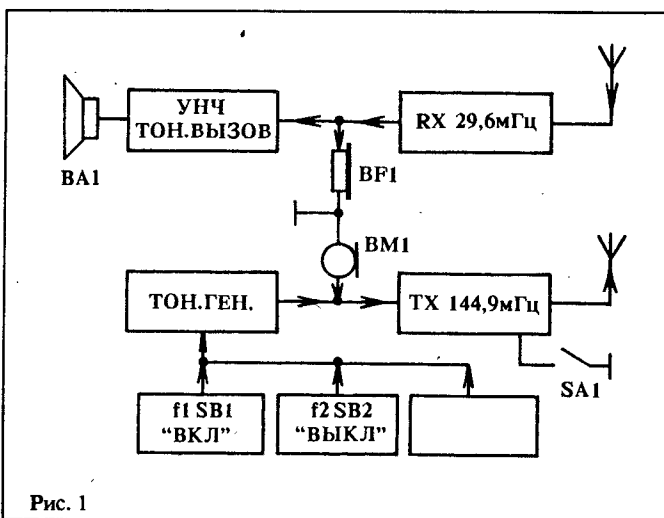 УНЧ
ТОН.ВЫЗОВ
RX 29,6мГц
BA1
BF1
BM1
ТОН.ГЕН.
TX 144,9мГц
SA1
f1 SB1
"ВКЛ"
f2 SB2
"ВЫКЛ"
Рис. 1